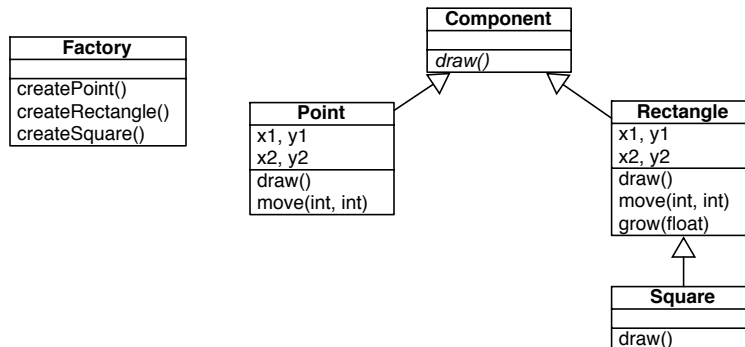 Component
draw()
Factory
createPoint()
createRectangle()
createSquare()
Point
x1, y1
x2, y2
draw()
move(int, int)
Rectangle
x1, y1
x2, y2
draw()
move(int, int)
grow(float)
Square
draw()